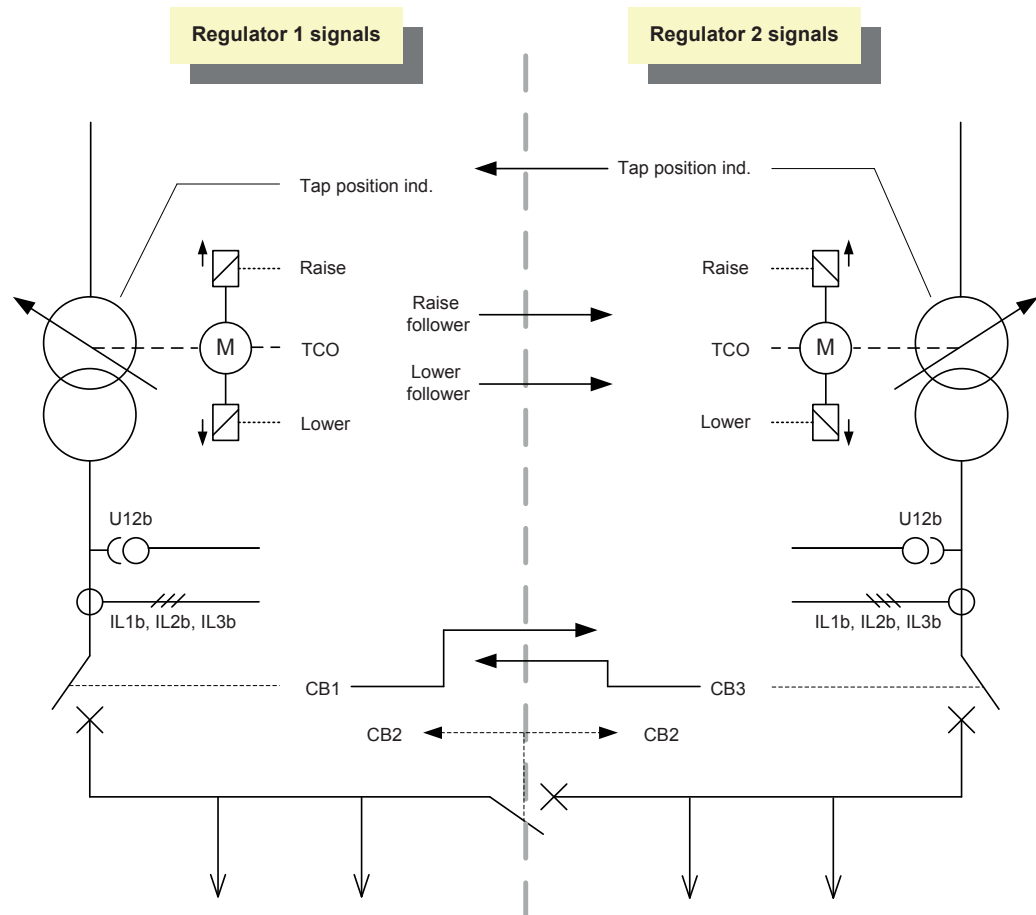 Regulator 1 signals
Regulator 2 signals
Tap position ind.
Tap position ind.
Raise
Raise
Raise
follower
M
TCO
TCO
M
Lower
follower
Lower
Lower
U12b
U12b
IL1b, IL2b, IL3b
IL1b, IL2b, IL3b
CB1
CB3
CB2
CB2